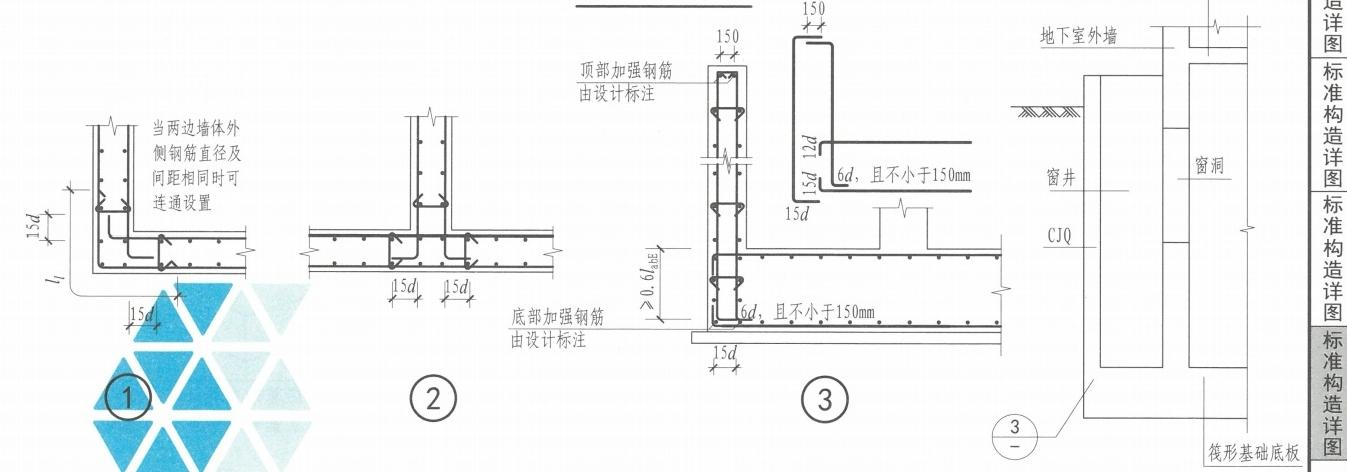 当两边墙体外
侧钢筋直径及
间距相同时可
连通设置
15d
l_l
15d
1
15d
15d
2
150
顶部加强钢筋
由设计标注
150
12d
15d
6d，且不小于150mm
15d
≥0.6l_abE
底部加强钢筋
由设计标注
6d，且不小于150mm
15d
3
地下室外墙
窗井
窗洞
CJQ
3
—
筏形基础底板
造详图
标准构造详图
标准构造详图
标准构造详图